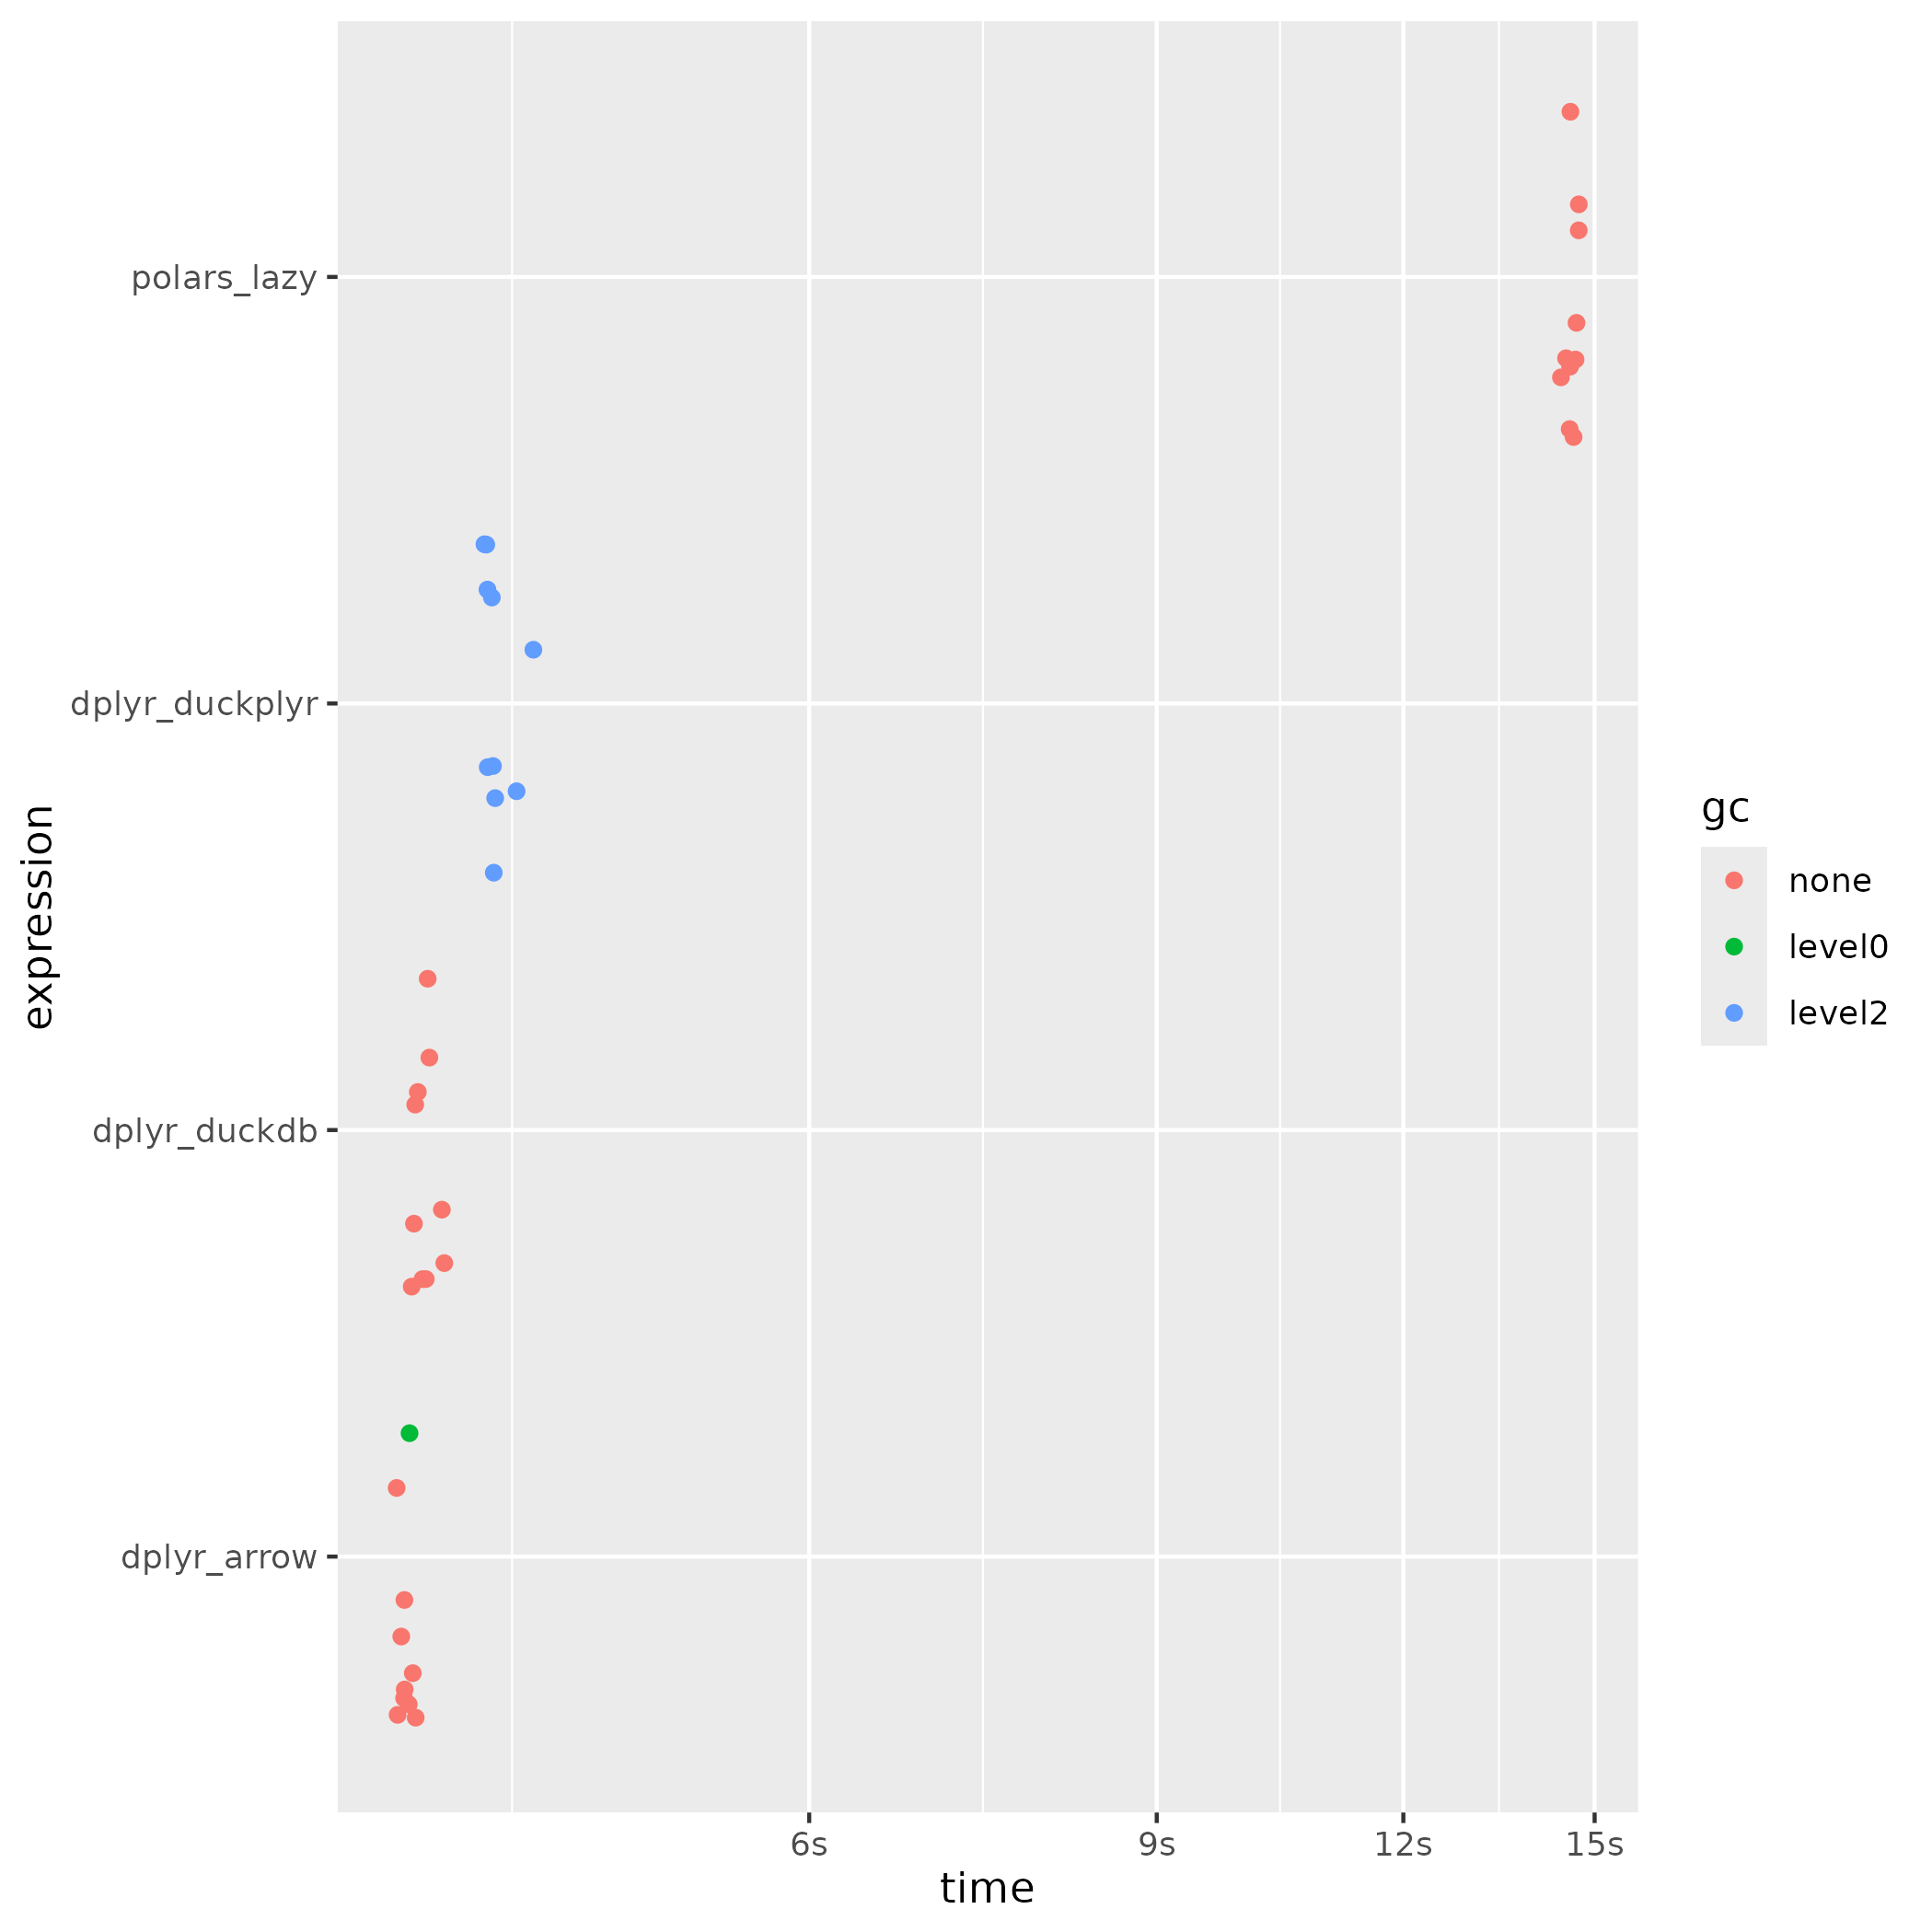 polars_lazy
dplyr_duckplyr
dplyr_duckdb
dplyr_arrow
expression
6s
9s
12s
15s
time
gc
none
level0
level2